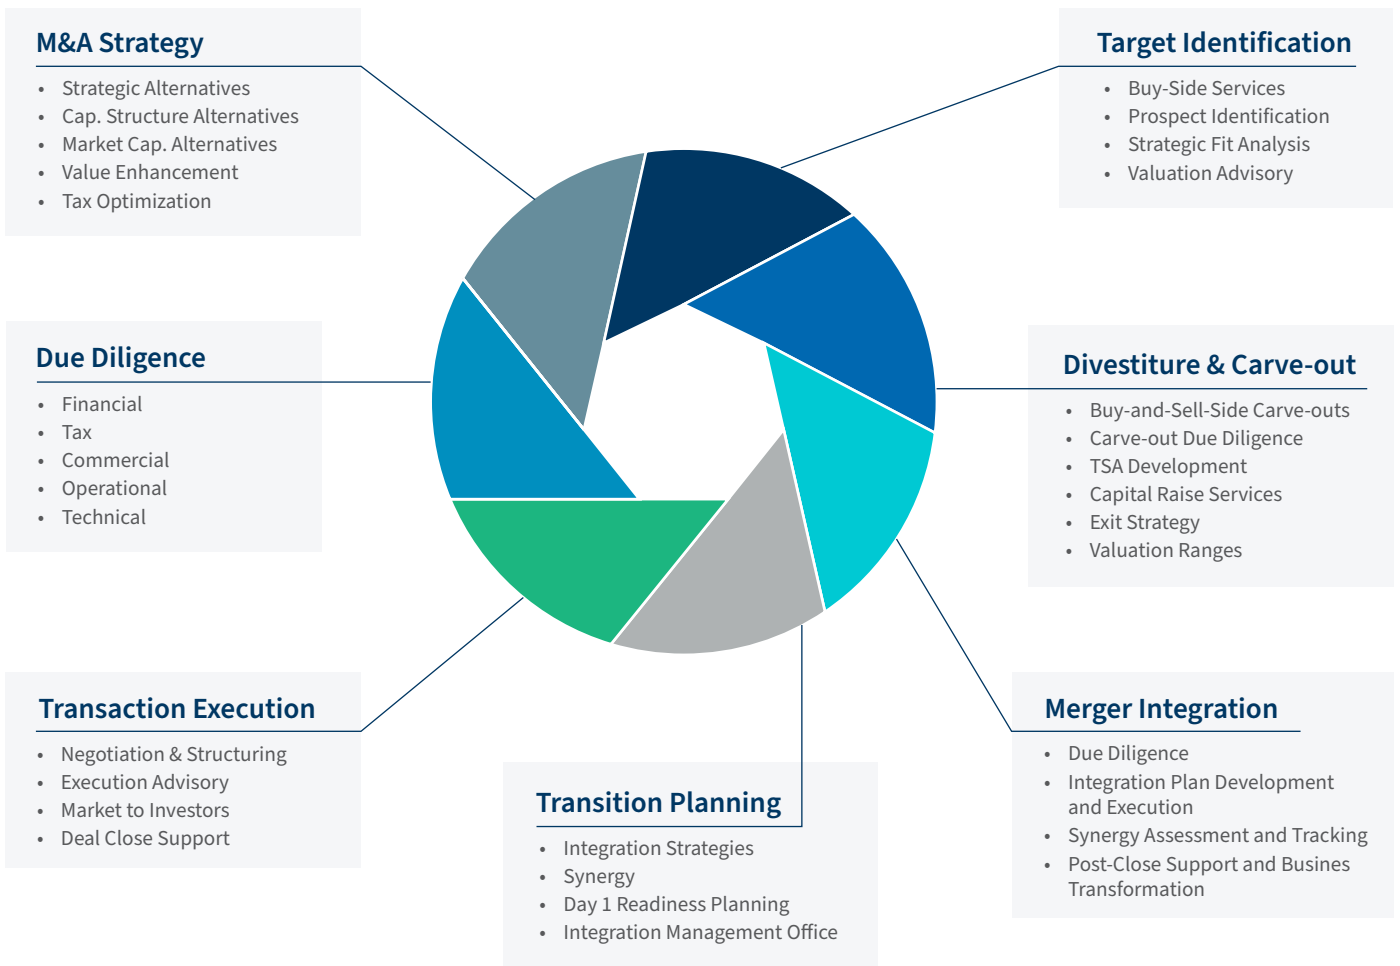 M&A Strategy
• Strategic Alternatives
• Cap. Structure Alternatives
• Market Cap. Alternatives
• Value Enhancement
• Tax Optimization
Target Identification
• Buy-Side Services
• Prospect Identification
• Strategic Fit Analysis
• Valuation Advisory
Due Diligence
• Financial
• Tax
• Commercial
• Operational
• Technical
Divestiture & Carve-out
• Buy-and-Sell-Side Carve-outs
• Carve-out Due Diligence
• TSA Development
• Capital Raise Services
• Exit Strategy
• Valuation Ranges
Transaction Execution
• Negotiation & Structuring
• Execution Advisory
• Market to Investors
• Deal Close Support
Transition Planning
• Integration Strategies
• Synergy
• Day 1 Readiness Planning
• Integration Management Office
Merger Integration
• Due Diligence
• Integration Plan Development
and Execution
• Synergy Assessment and Tracking
• Post-Close Support and Busines
Transformation